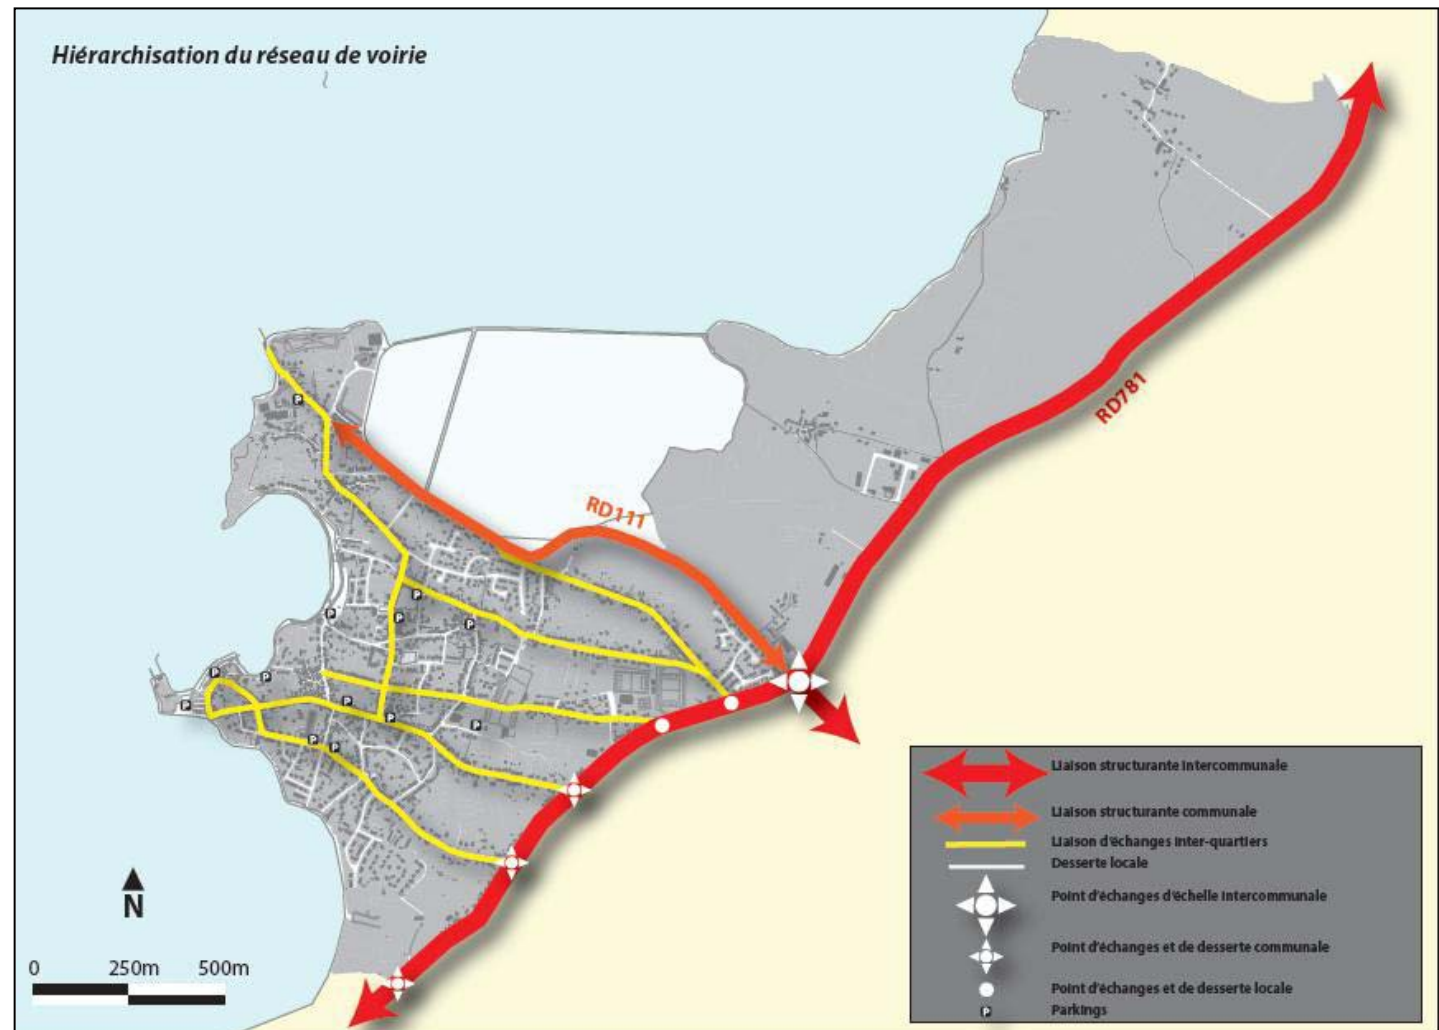 Hiérarchisation du réseau de voirie
RD781
RD111
P
P
P
P
P
P
P
P
P
P
P
P
P
N
0 250m 500m
Liaison structurante intercommunale
Liaison structurante communale
Liaison d'échanges inter-quartiers
Desserte locale
Point d'échanges d'échelle intercommunale
Point d'échanges et de desserte communale
Point d'échanges et de desserte locale
P Parkings